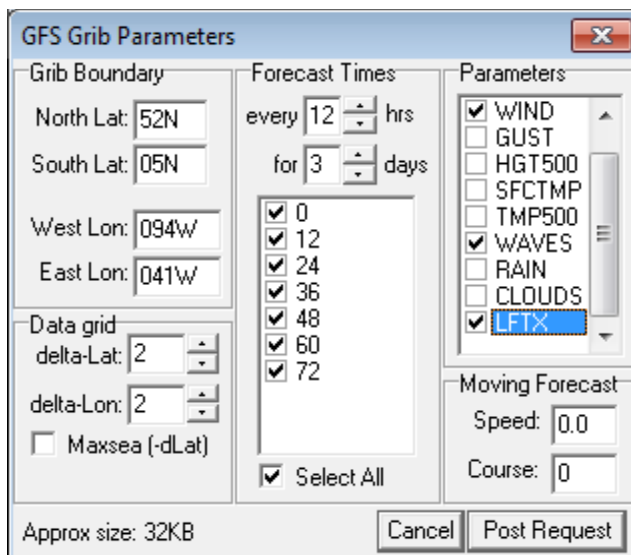 GFS Grib Parameters
Grib Boundary
North Lat: 52N
South Lat: 05N
West Lon: 094W
East Lon: 041W
Data grid
delta-Lat: 2
delta-Lon: 2
Maxsea (-dLat)
Approx size: 32KB
Forecast Times
every 12 hrs
for 3 days
0
12
24
36
48
60
72
Select All
Parameters
WIND
GUST
HGT500
SFCTMP
TMP500
WAVES
RAIN
CLOUDS
LFTX
Moving Forecast
Speed: 0.0
Course: 0
Cancel
Post Request